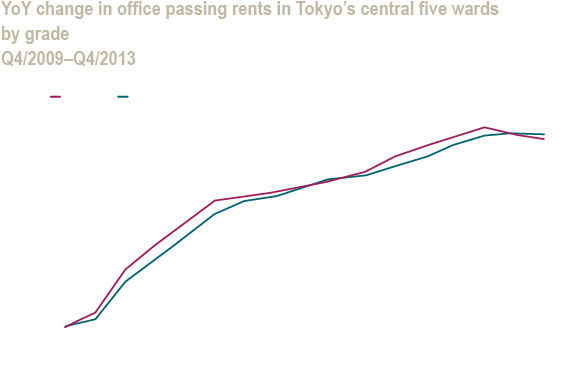 YoY change in office passing rents in Tokyo’s central five wards
by grade
Q4/2009–Q4/2013